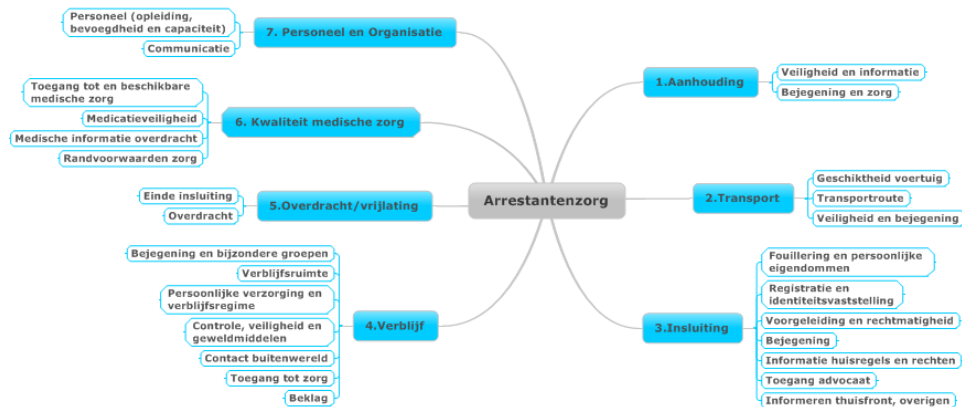 Arrestantenzorg
1.Aanhouding
Veiligheid en informatie
Bejegening en zorg
2.Transport
Geschiktheid voertuig
Transportroute
Veiligheid en bejegening
3.Insluiting
Fouillering en persoonlijke
eigendommen
Registratie en
identiteitsvaststelling
Voorgeleiding en rechtmatigheid
Bejegening
Informatie huisregels en rechten
Toegang advocaat
Informeren thuisfront, overigen
4.Verblijf
Bejegening en bijzondere groepen
Verblijfsruimte
Persoonlijke verzorging en
verblijfsregime
Controle, veiligheid en
geweldmiddelen
Contact buitenwereld
Toegang tot zorg
Beklag
5.Overdracht/vrijlating
Einde insluiting
Overdracht
6. Kwaliteit medische zorg
Toegang tot en beschikbare
medische zorg
Medicatieveiligheid
Medische informatie overdracht
Randvoorwaarden zorg
7. Personeel en Organisatie
Personeel (opleiding,
bevoegdheid en capaciteit)
Communicatie